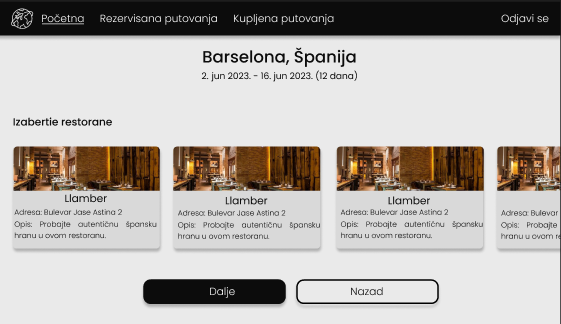 Početna Rezervisana putovanja Kupljena putovanja Odjavi se
Barselona, Španija
2. jun 2023. - 16. jun 2023. (12 dana)
Izabertie restorane
Llamber
Adresa: Bulevar Jase Astina 2
Opis: Probajte autentičnu špansku
hranu u ovom restoranu.
Llamber
Adresa: Bulevar Jase Astina 2
Opis: Probajte autentičnu špansku
hranu u ovom restoranu.
Llamber
Adresa: Bulevar Jase Astina 2
Opis: Probajte autentičnu špansku
hranu u ovom restoranu.
Adresa: Bulevar
Opis: Probajte
hranu u ovom re
Dalje Nazad